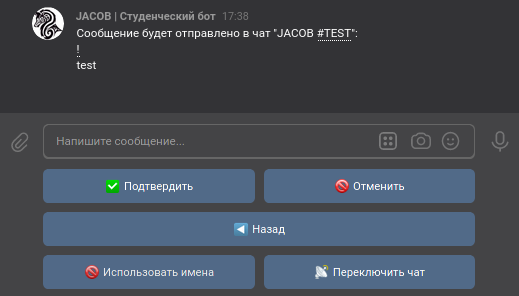 JACOB | Студенческий бот 17:38
Сообщение будет отправлено в чат "JACOB #TEST":
!
test
Напишите сообщение...
✅ Подтвердить
🚫 Отменить
◀ Назад
🚫 Использовать имена
📡 Переключить чат